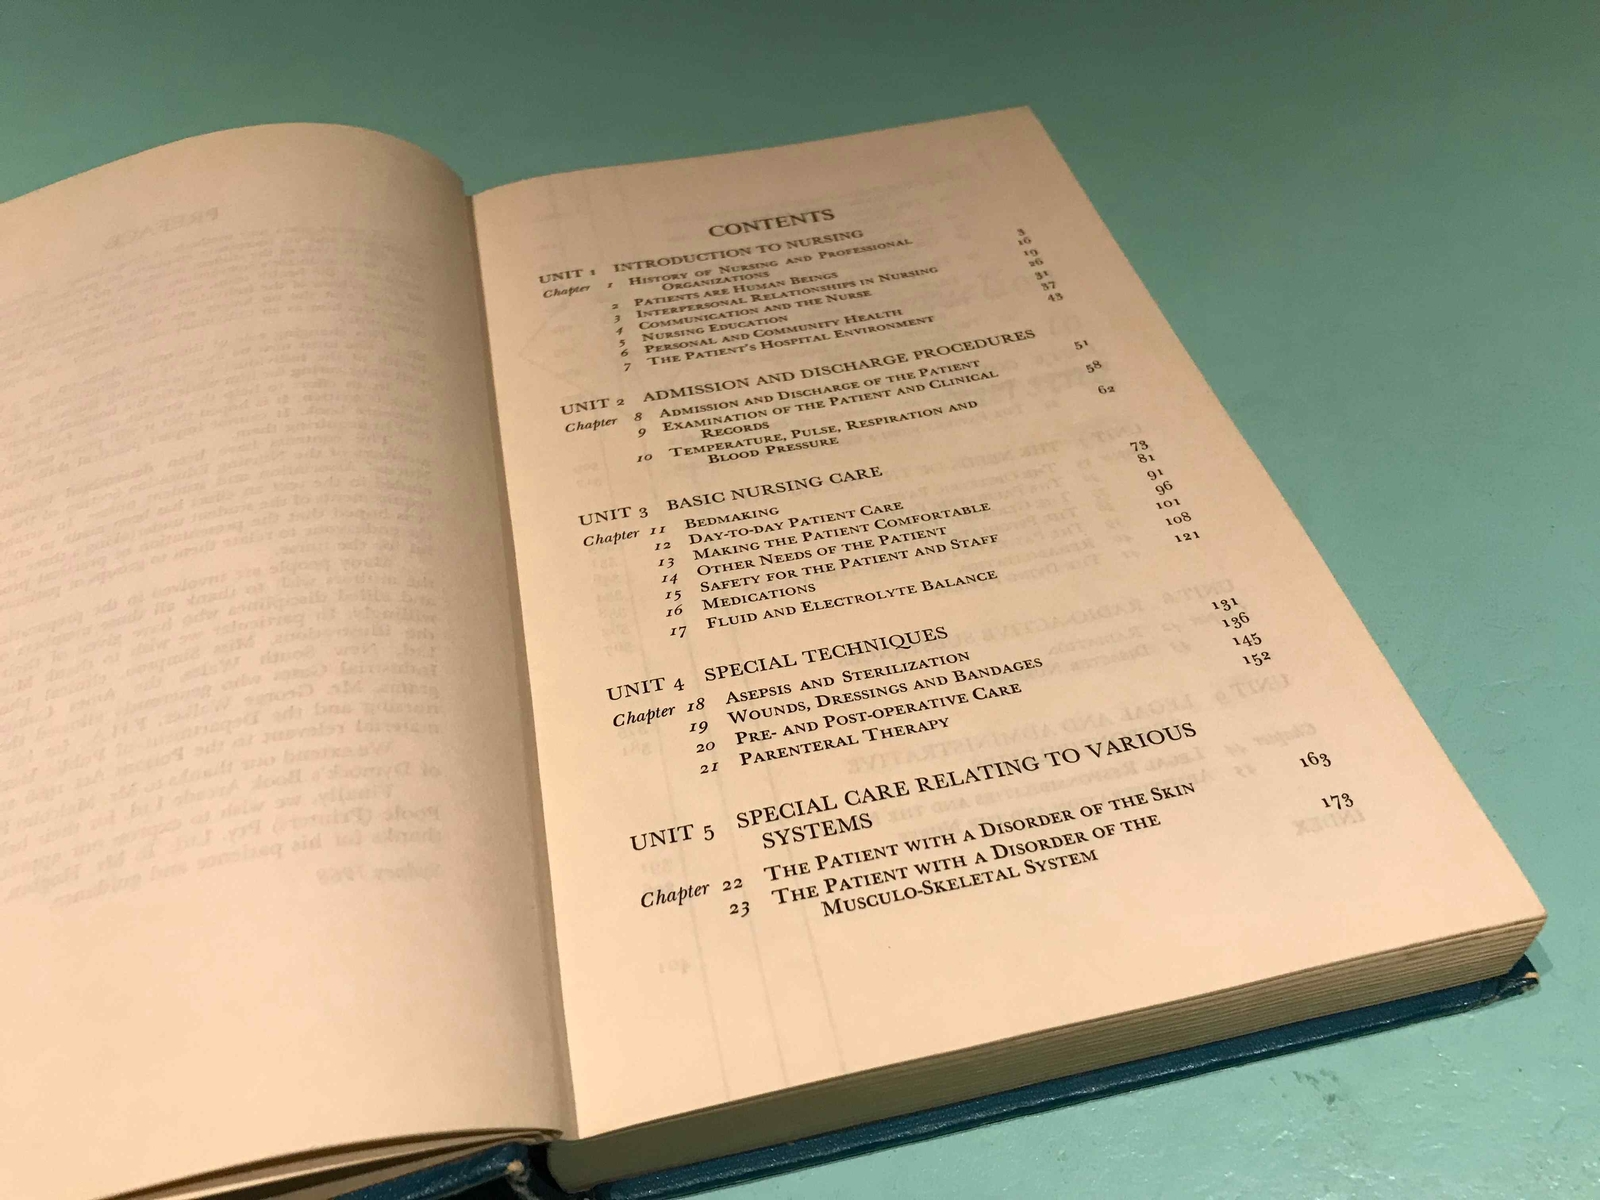 CONTENTS
UNIT 1 INTRODUCTION TO NURSING
Chapter 1 HISTORY OF NURSING AND PROFESSIONAL
ORGANIZATIONS 3
2 PATIENTS ARE HUMAN BEINGS 16
3 INTERPERSONAL RELATIONSHIPS IN NURSING 19
4 COMMUNICATION AND THE NURSE 26
5 NURSING EDUCATION 31
6 PERSONAL AND COMMUNITY HEALTH 37
7 THE PATIENT'S HOSPITAL ENVIRONMENT 43
UNIT 2 ADMISSION AND DISCHARGE PROCEDURES
Chapter 8 ADMISSION AND DISCHARGE OF THE PATIENT 51
9 EXAMINATION OF THE PATIENT AND CLINICAL
RECORDS 58
10 TEMPERATURE, PULSE, RESPIRATION AND
BLOOD PRESSURE 62
UNIT 3 BASIC NURSING CARE
Chapter 11 BEDMAKING 73
12 DAY-TO-DAY PATIENT CARE 81
13 MAKING THE PATIENT COMFORTABLE 91
14 OTHER NEEDS OF THE PATIENT 96
15 SAFETY FOR THE PATIENT AND STAFF 101
16 MEDICATIONS 108
17 FLUID AND ELECTROLYTE BALANCE 121
UNIT 4 SPECIAL TECHNIQUES
Chapter 18 ASEPSIS AND STERILIZATION 131
19 WOUNDS, DRESSINGS AND BANDAGES 136
20 PRE- AND POST-OPERATIVE CARE 145
21 PARENTERAL THERAPY 152
UNIT 5 SPECIAL CARE RELATING TO VARIOUS
SYSTEMS
Chapter 22 THE PATIENT WITH A DISORDER OF THE SKIN 163
23 THE PATIENT WITH A DISORDER OF THE
MUSCULO-SKELETAL SYSTEM 173